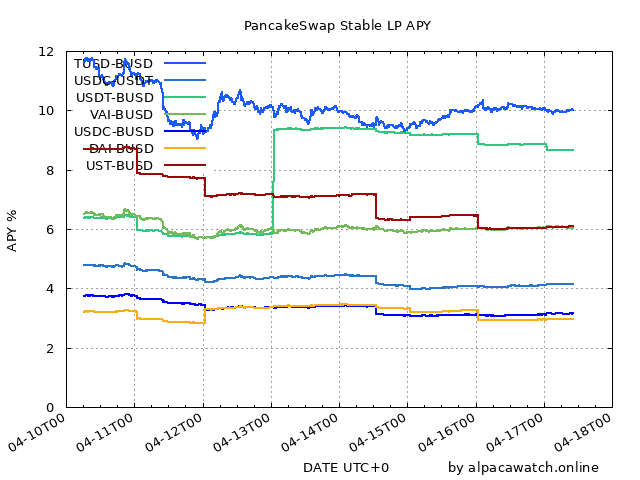 PancakeSwap Stable LP APY
12
10
8
6
4
2
0
APY %
TUSD-BUSD
USDC-USDT
USDT-BUSD
VAI-BUSD
USDC-BUSD
DAI-BUSD
UST-BUSD
04-10T00
04-11T00
04-12T00
04-13T00
04-14T00
04-15T00
04-16T00
04-17T00
04-18T00
DATE UTC+0
by alpacawatch.online